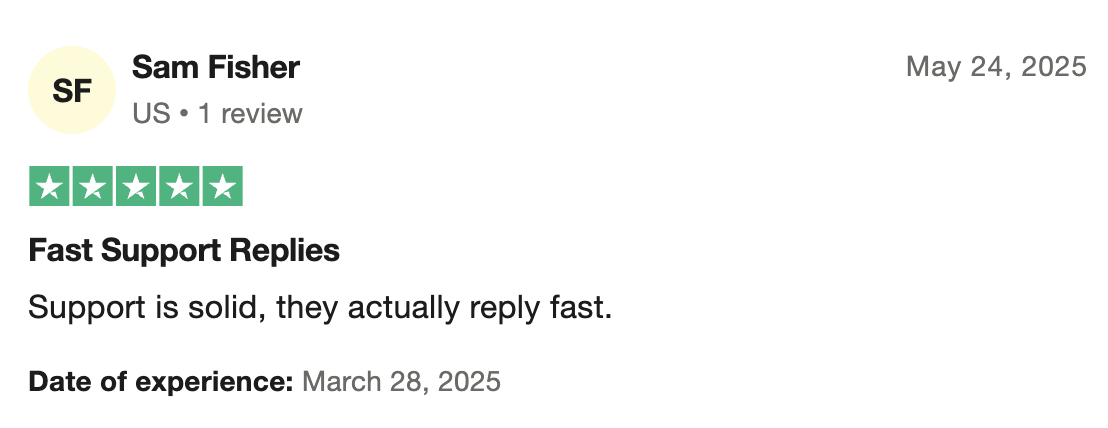 SF
Sam Fisher
May 24, 2025
US • 1 review
Fast Support Replies
Support is solid, they actually reply fast.
Date of experience: March 28, 2025